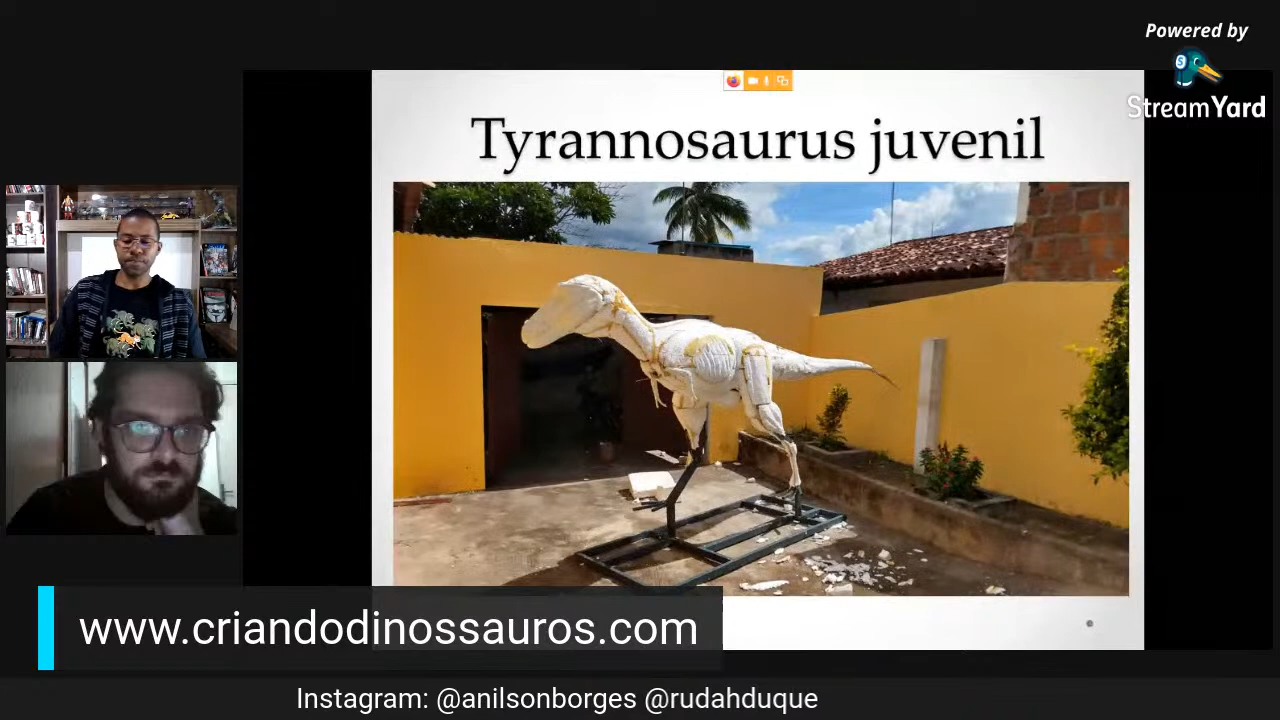 Powered by
StreamYard
Tyrannosaurus juvenil
www.criandodinossauros.com
Instagram: @anilsonborges @rudahduque